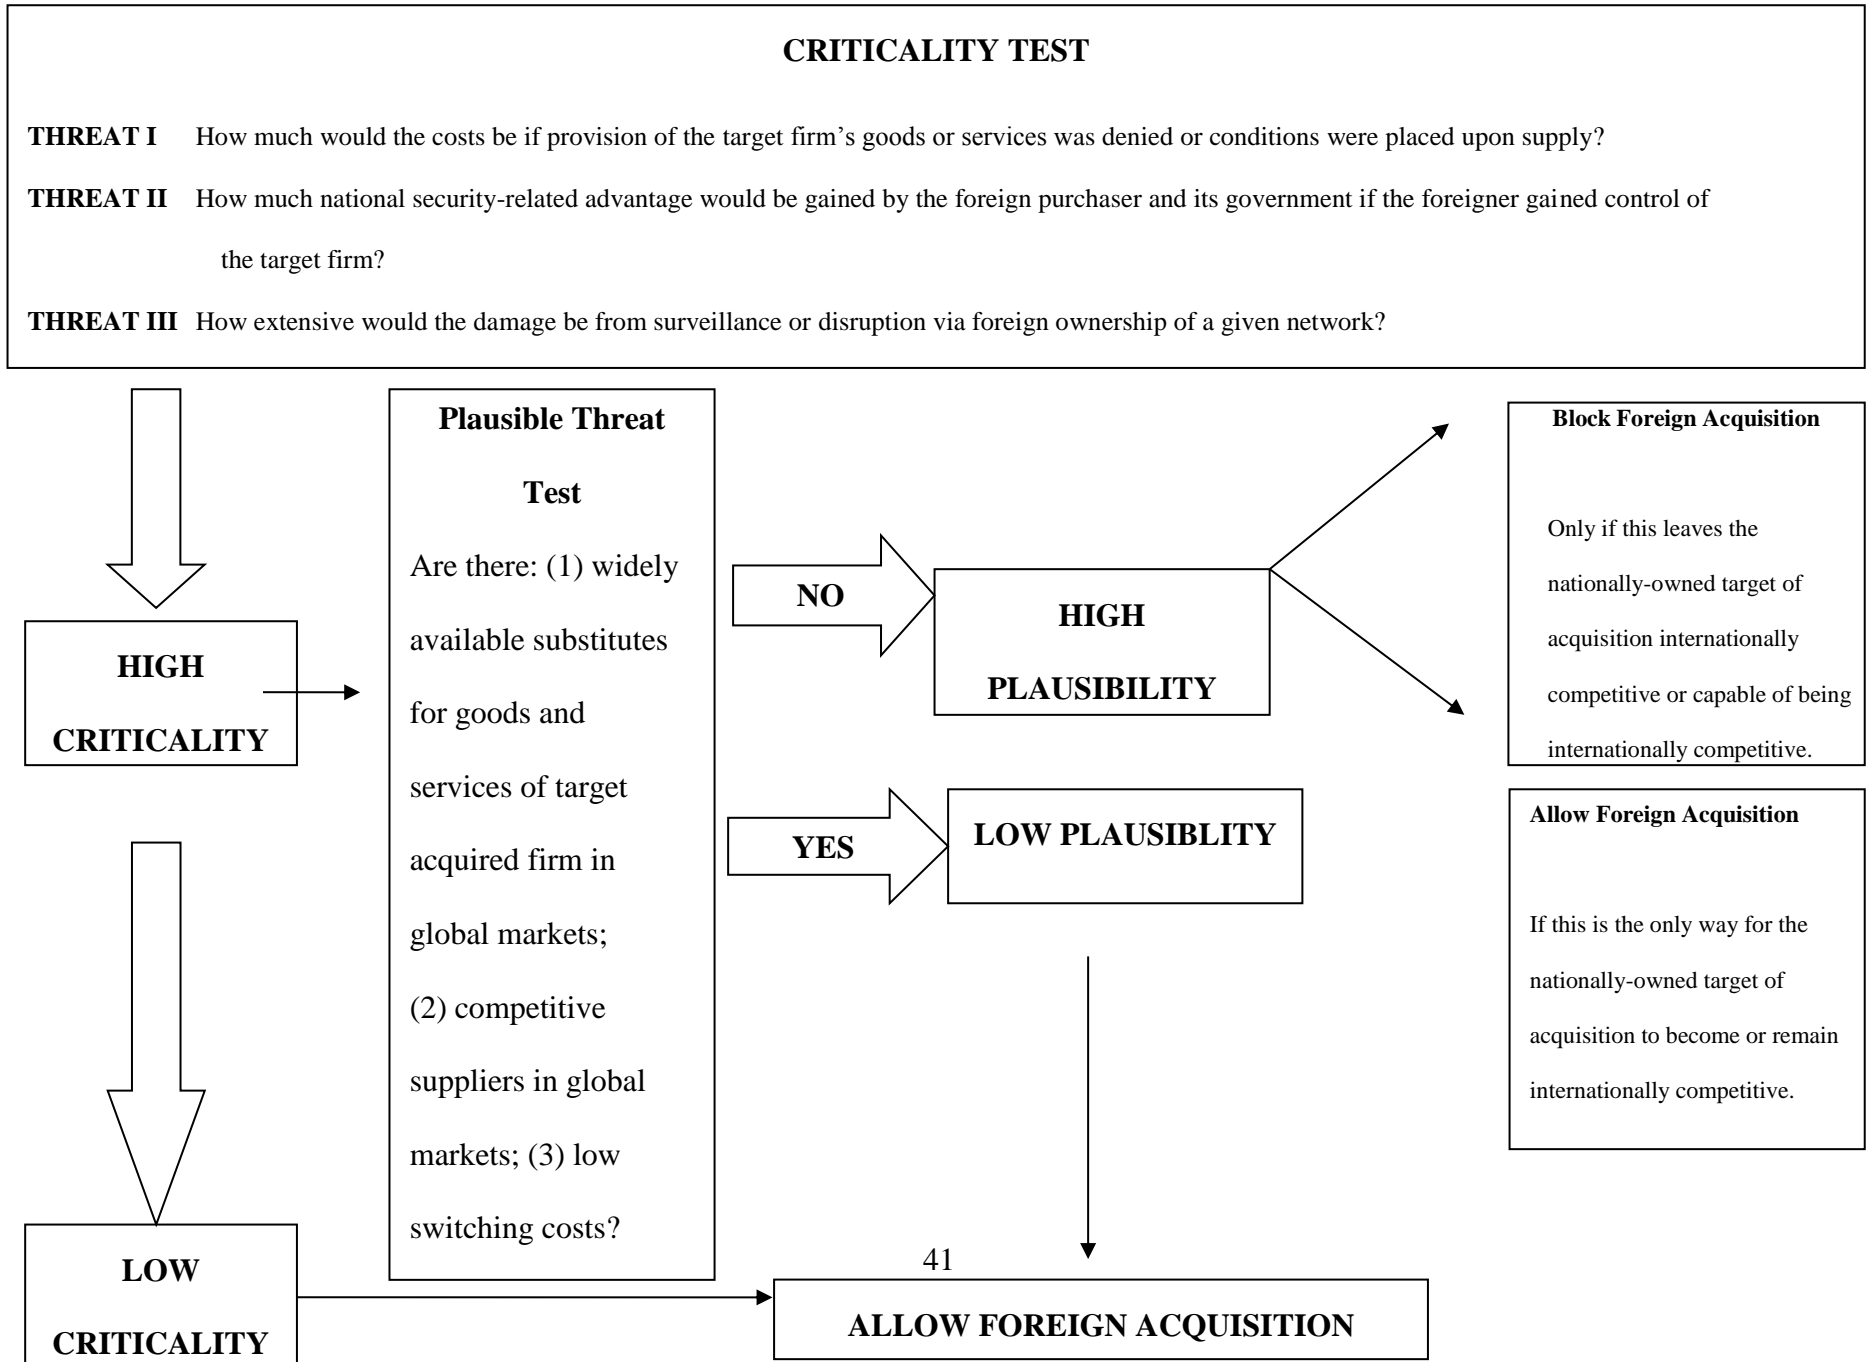 CRITICALITY TEST
THREAT I How much would the costs be if provision of the target firm's goods or services was denied or conditions were placed upon supply?
THREAT II How much national security-related advantage would be gained by the foreign purchaser and its government if the foreigner gained control of
the target firm?
THREAT III How extensive would the damage be from surveillance or disruption via foreign ownership of a given network?
HIGH
CRITICALITY
LOW
CRITICALITY
Plausible Threat
Test
Are there: (1) widely
available substitutes
for goods and
services of target
acquired firm in
global markets;
(2) competitive
suppliers in global
markets; (3) low
switching costs?
NO
HIGH
PLAUSIBILITY
YES
LOW PLAUSIBLITY
Block Foreign Acquisition
Only if this leaves the
nationally-owned target of
acquisition internationally
competitive or capable of being
internationally competitive.
Allow Foreign Acquisition
If this is the only way for the
nationally-owned target of
acquisition to become or remain
internationally competitive.
41
ALLOW FOREIGN ACQUISITION